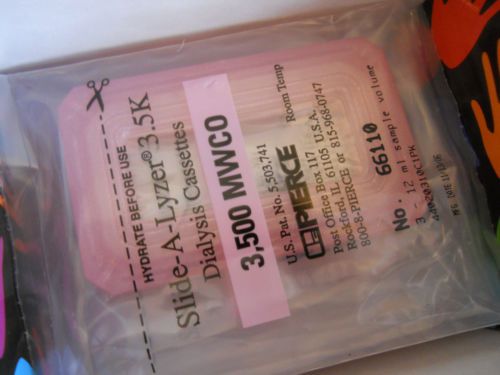 HYDRATE BEFORE USE
Slide-A-Lyzer® 3.5K
Dialysis Cassettes
3,500 MWCO
U.S. Pat. No. 5,503,741 Room Temp
PIERCE
Post Office Box 117
Rockford, IL 61105 U.S.A.
800-8-PIERCE or 815-968-0747
No. 66110
3 - 12 ml sample volume